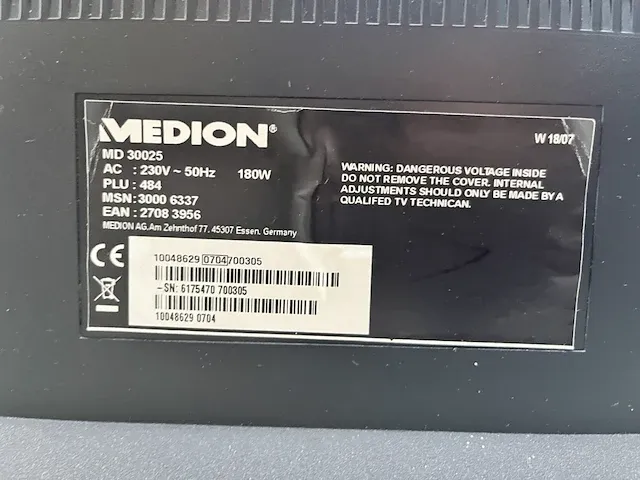 MEDION®
W 18/07
MD 30025
AC : 230V ~ 50Hz 180W
PLU : 484
MSN: 3000 6337
EAN : 2708 3956
MEDION AG. Am Zehnthof 77. 45307 Essen. Germany
WARNING: DANGEROUS VOLTAGE INSIDE
DO NOT REMOVE THE COVER. INTERNAL
ADJUSTMENTS SHOULD ONLY BE MADE BY A
QUALIFED TV TECHNICAN.
CE
10048629 0704 700305
-SN: 6175470 700305
10048629 0704